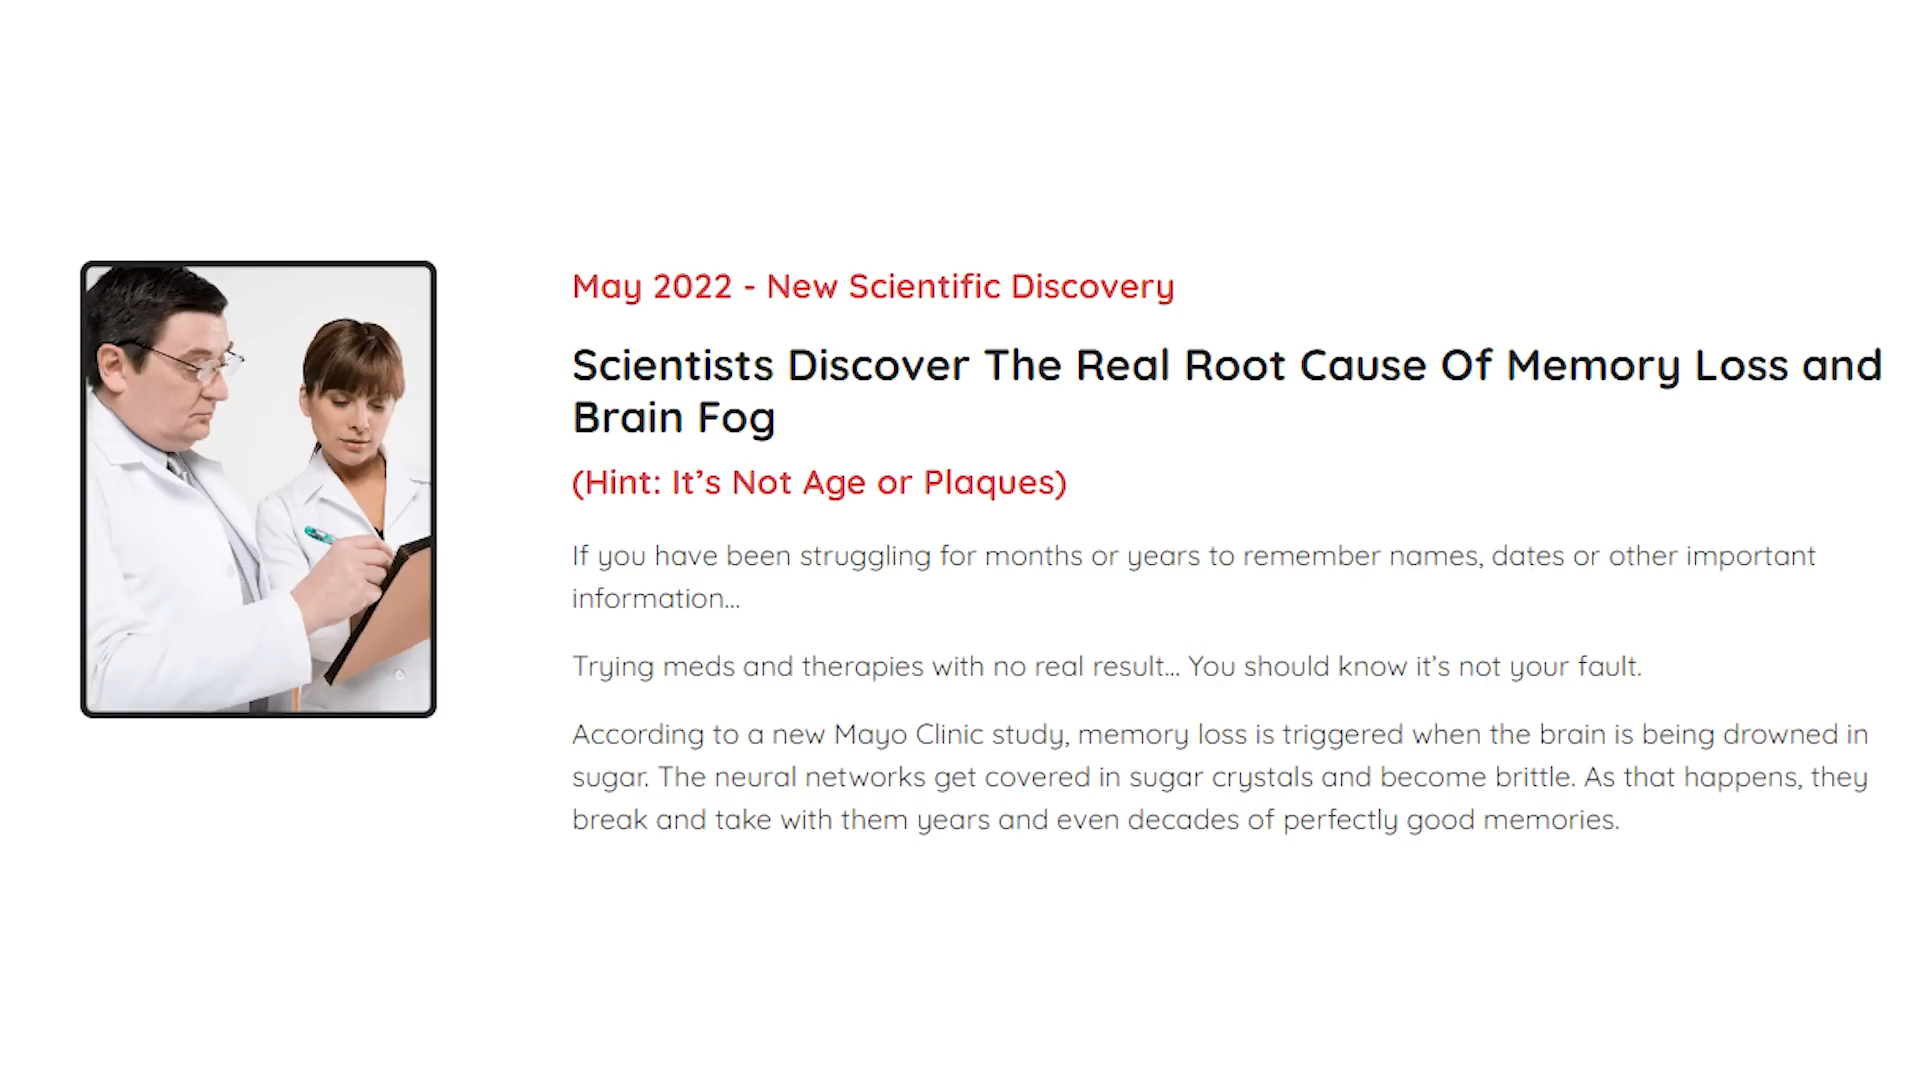 May 2022 - New Scientific Discovery
Scientists Discover The Real Root Cause Of Memory Loss and
Brain Fog
(Hint: It’s Not Age or Plaques)
If you have been struggling for months or years to remember names, dates or other important
information...
Trying meds and therapies with no real result... You should know it’s not your fault.
According to a new Mayo Clinic study, memory loss is triggered when the brain is being drowned in
sugar. The neural networks get covered in sugar crystals and become brittle. As that happens, they
break and take with them years and even decades of perfectly good memories.